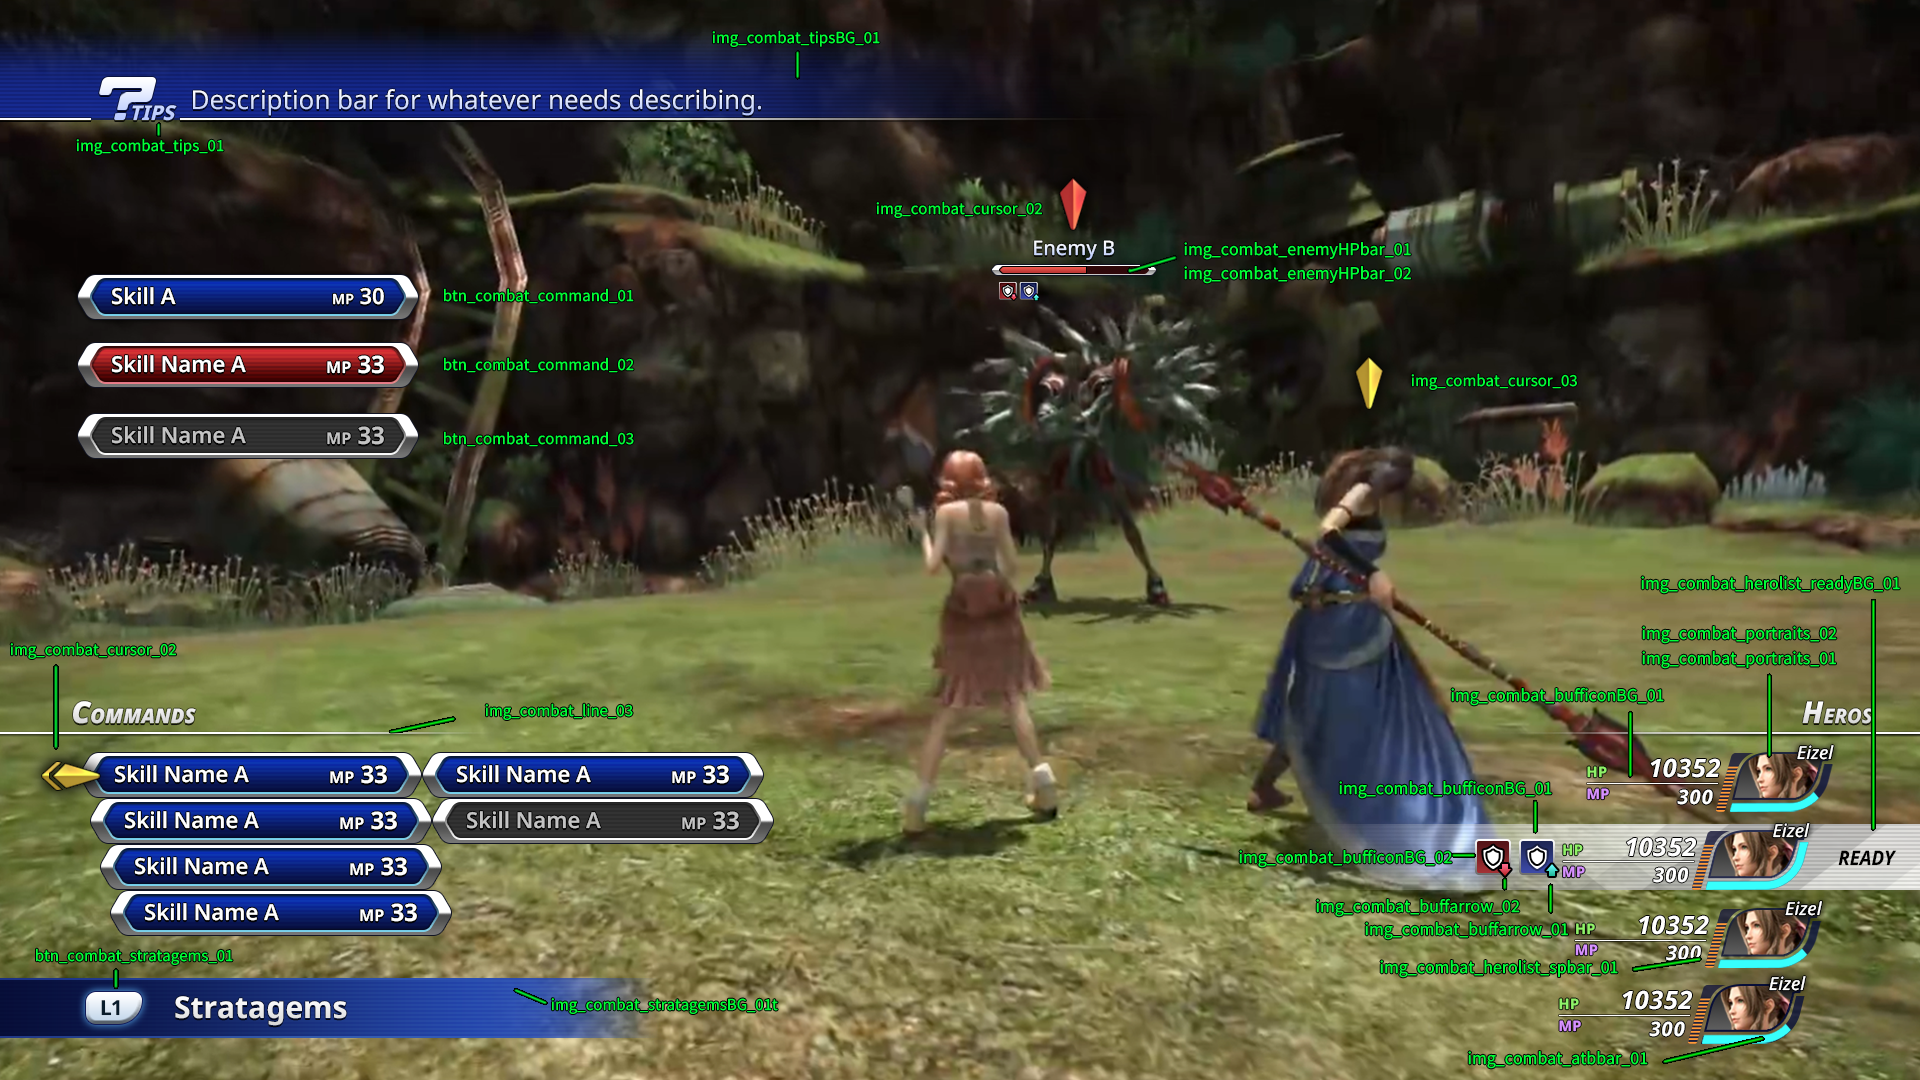 img_combat_tipsBG_01
TIPS
Description bar for whatever needs describing.
img_combat_tips_01
img_combat_cursor_02
Enemy B
img_combat_enemyHPbar_01
img_combat_enemyHPbar_02
Skill A MP 30
btn_combat_command_01
Skill Name A MP 33
btn_combat_command_02
img_combat_cursor_03
Skill Name A MP 33
btn_combat_command_03
img_combat_herolist_readyBG_01
img_combat_portraits_02
img_combat_portraits_01
img_combat_cursor_02
img_combat_bufficonBG_01
COMMANDS
img_combat_line_03
HEROS
Skill Name A MP 33
Skill Name A MP 33
Skill Name A MP 33
Skill Name A MP 33
Skill Name A MP 33
Skill Name A MP 33
Eizel
HP 10352
MP 300
img_combat_bufficonBG_01
Eizel
img_combat_bufficonBG_02
HP 10352
MP 300
READY
img_combat_buffarrow_02
img_combat_buffarrow_01
Eizel
HP 10352
MP 300
img_combat_herolist_spbar_01
Eizel
HP 10352
MP 300
img_combat_atbbar_01
btn_combat_stratagems_01
L1 Stratagems
img_combat_stratagemsBG_01t